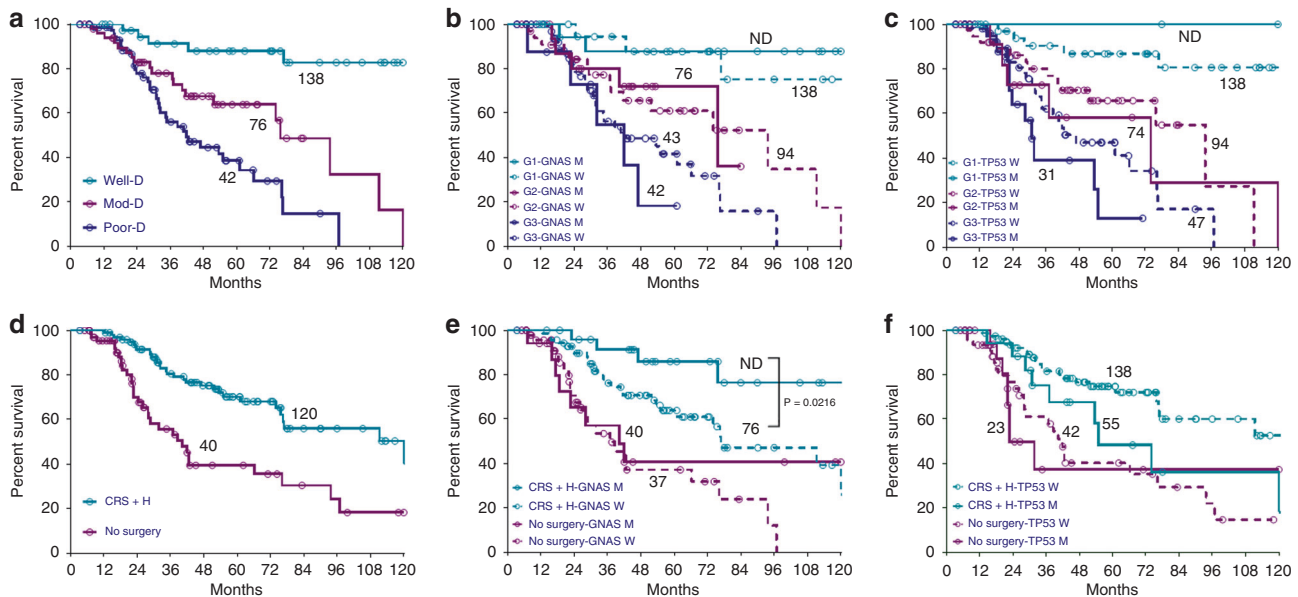 a
Percent survival
100
80
60
40
20
0
138
76
42
Well-D
Mod-D
Poor-D
0 12 24 36 48 60 72 84 96 108 120
Months
b
Percent survival
100
80
60
40
20
0
ND
76
138
43
94
42
G1-GNAS M
G1-GNAS W
G2-GNAS M
G2-GNAS W
G3-GNAS M
G3-GNAS W
0 12 24 36 48 60 72 84 96 108 120
Months
c
Percent survival
100
80
60
40
20
0
ND
138
74
94
31
47
G1-TP53 W
G1-TP53 M
G2-TP53 W
G2-TP53 M
G3-TP53 W
G3-TP53 M
0 12 24 36 48 60 72 84 96 108 120
Months
d
Percent survival
100
80
60
40
20
0
120
40
CRS + H
No surgery
0 12 24 36 48 60 72 84 96 108 120
Months
e
Percent survival
100
80
60
40
20
0
ND
P = 0.0216
76
40
37
CRS + H-GNAS M
CRS + H-GNAS W
No surgery-GNAS M
No surgery-GNAS W
0 12 24 36 48 60 72 84 96 108 120
Months
f
Percent survival
100
80
60
40
20
0
138
55
23
42
CRS + H-TP53 W
CRS + H-TP53 M
No surgery-TP53 W
No surgery-TP53 M
0 12 24 36 48 60 72 84 96 108 120
Months